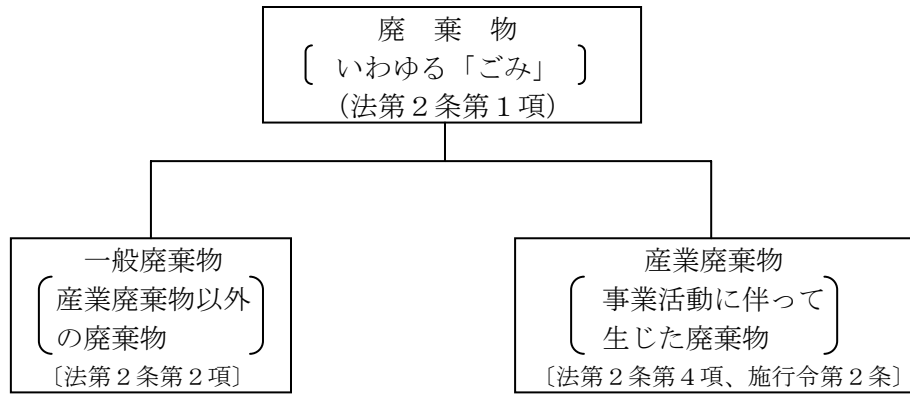 廃 棄 物
いわゆる「ごみ」
(法第2条第1項)
一般廃棄物
産業廃棄物以外
の廃棄物
〔法第2条第2項〕
産業廃棄物
事業活動に伴って
生じた廃棄物
〔法第2条第4項、施行令第2条〕